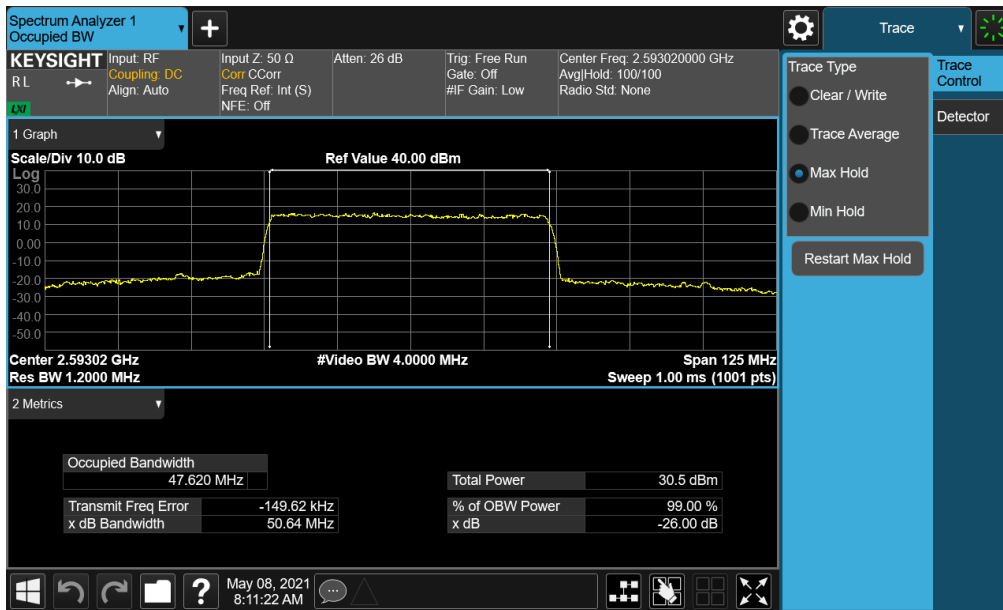 Spectrum Analyzer 1
Occupied BW
+
Trace
KEYSIGHT
R L
LXI
Input: RF
Coupling: DC
Align: Auto
Input Z: 50 Ω
Corr CCorr
Freq Ref: Int (S)
NFE: Off
Atten: 26 dB
Trig: Free Run
Gate: Off
#IF Gain: Low
Center Freq: 2.593020000 GHz
Avg|Hold: 100/100
Radio Std: None
Trace Type
Clear / Write
Trace Average
Max Hold
Min Hold
Restart Max Hold
Trace
Control
Detector
1 Graph
Scale/Div 10.0 dB
Ref Value 40.00 dBm
Log
30.0
20.0
10.0
0.00
-10.0
-20.0
-30.0
-40.0
-50.0
Center 2.59302 GHz
#Video BW 4.0000 MHz
Span 125 MHz
Res BW 1.2000 MHz
Sweep 1.00 ms (1001 pts)
2 Metrics
Occupied Bandwidth
47.620 MHz
Total Power 30.5 dBm
Transmit Freq Error -149.62 kHz
% of OBW Power 99.00 %
x dB Bandwidth 50.64 MHz
x dB -26.00 dB
?
May 08, 2021
8:11:22 AM